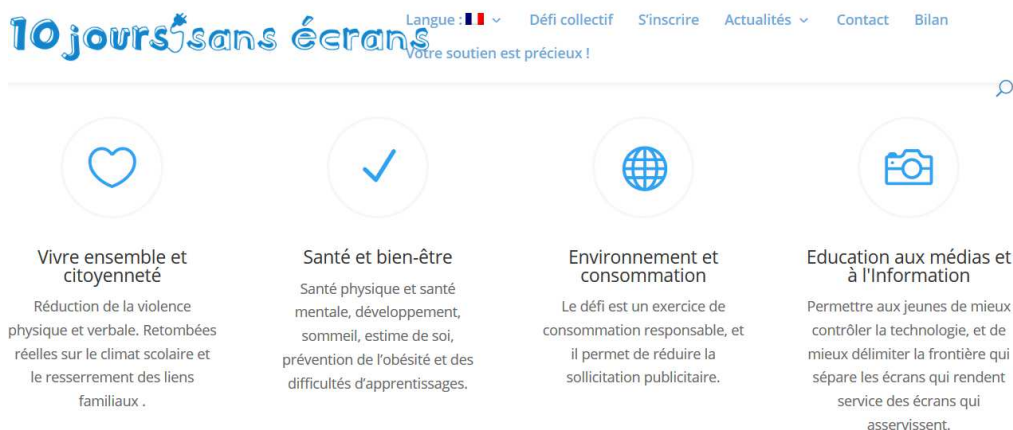 10 jours sans écrans
Langue : Défi collectif S'inscrire Actualités Contact Bilan
Votre soutien est précieux !
Vivre ensemble et
citoyenneté
Réduction de la violence
physique et verbale. Retombées
réelles sur le climat scolaire et
le resserrement des liens
familiaux .
Santé et bien-être
Santé physique et santé
mentale, développement,
sommeil, estime de soi,
prévention de l'obésité et des
difficultés d'apprentissages.
Environnement et
consommation
Le défi est un exercice de
consommation responsable, et
il permet de réduire la
sollicitation publicitaire.
Education aux médias et
à l'Information
Permettre aux jeunes de mieux
contrôler la technologie, et de
mieux délimiter la frontière qui
sépare les écrans qui rendent
service des écrans qui
asservissent.